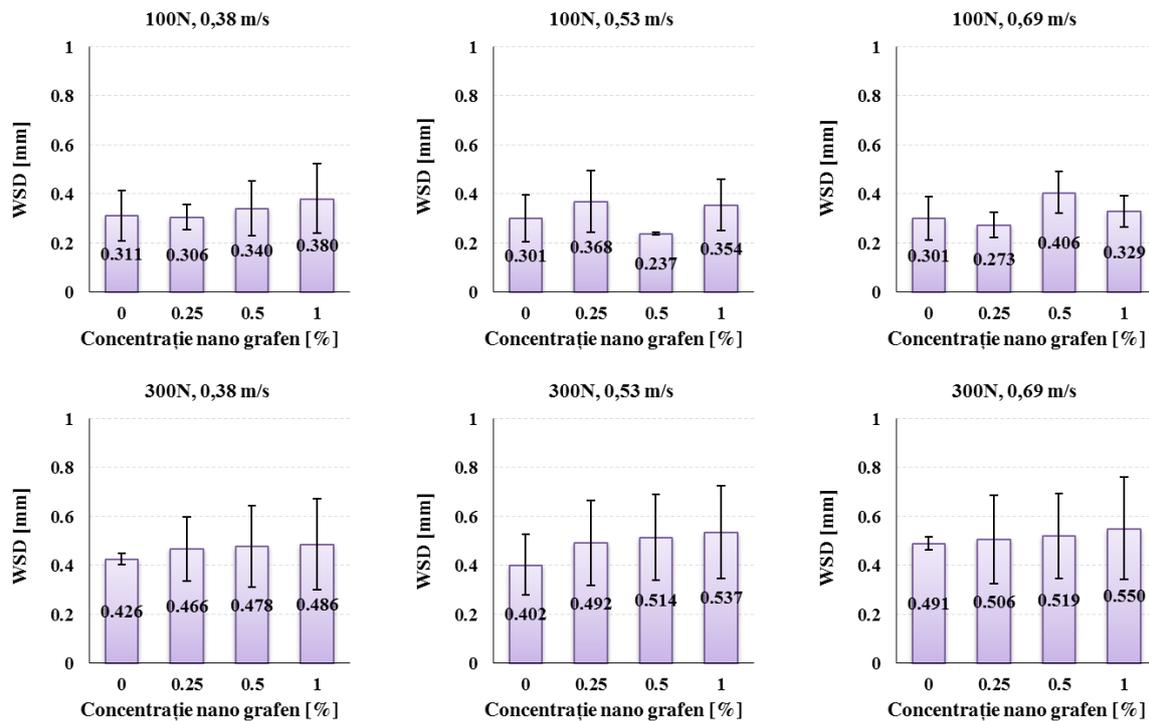 100N, 0,38 m/s
WSD [mm]
1
0.8
0.6
0.4
0.2
0
0.311 0.306 0.340 0.380
0 0.25 0.5 1
Concentrație nano grafen [%]
100N, 0,53 m/s
WSD [mm]
1
0.8
0.6
0.4
0.2
0
0.301 0.368 0.237 0.354
0 0.25 0.5 1
Concentrație nano grafen [%]
100N, 0,69 m/s
WSD [mm]
1
0.8
0.6
0.4
0.2
0
0.301 0.273 0.406 0.329
0 0.25 0.5 1
Concentrație nano grafen [%]
300N, 0,38 m/s
WSD [mm]
1
0.8
0.6
0.4
0.2
0
0.426 0.466 0.478 0.486
0 0.25 0.5 1
Concentrație nano grafen [%]
300N, 0,53 m/s
WSD [mm]
1
0.8
0.6
0.4
0.2
0
0.402 0.492 0.514 0.537
0 0.25 0.5 1
Concentrație nano grafen [%]
300N, 0,69 m/s
WSD [mm]
1
0.8
0.6
0.4
0.2
0
0.491 0.506 0.519 0.550
0 0.25 0.5 1
Concentrație nano grafen [%]